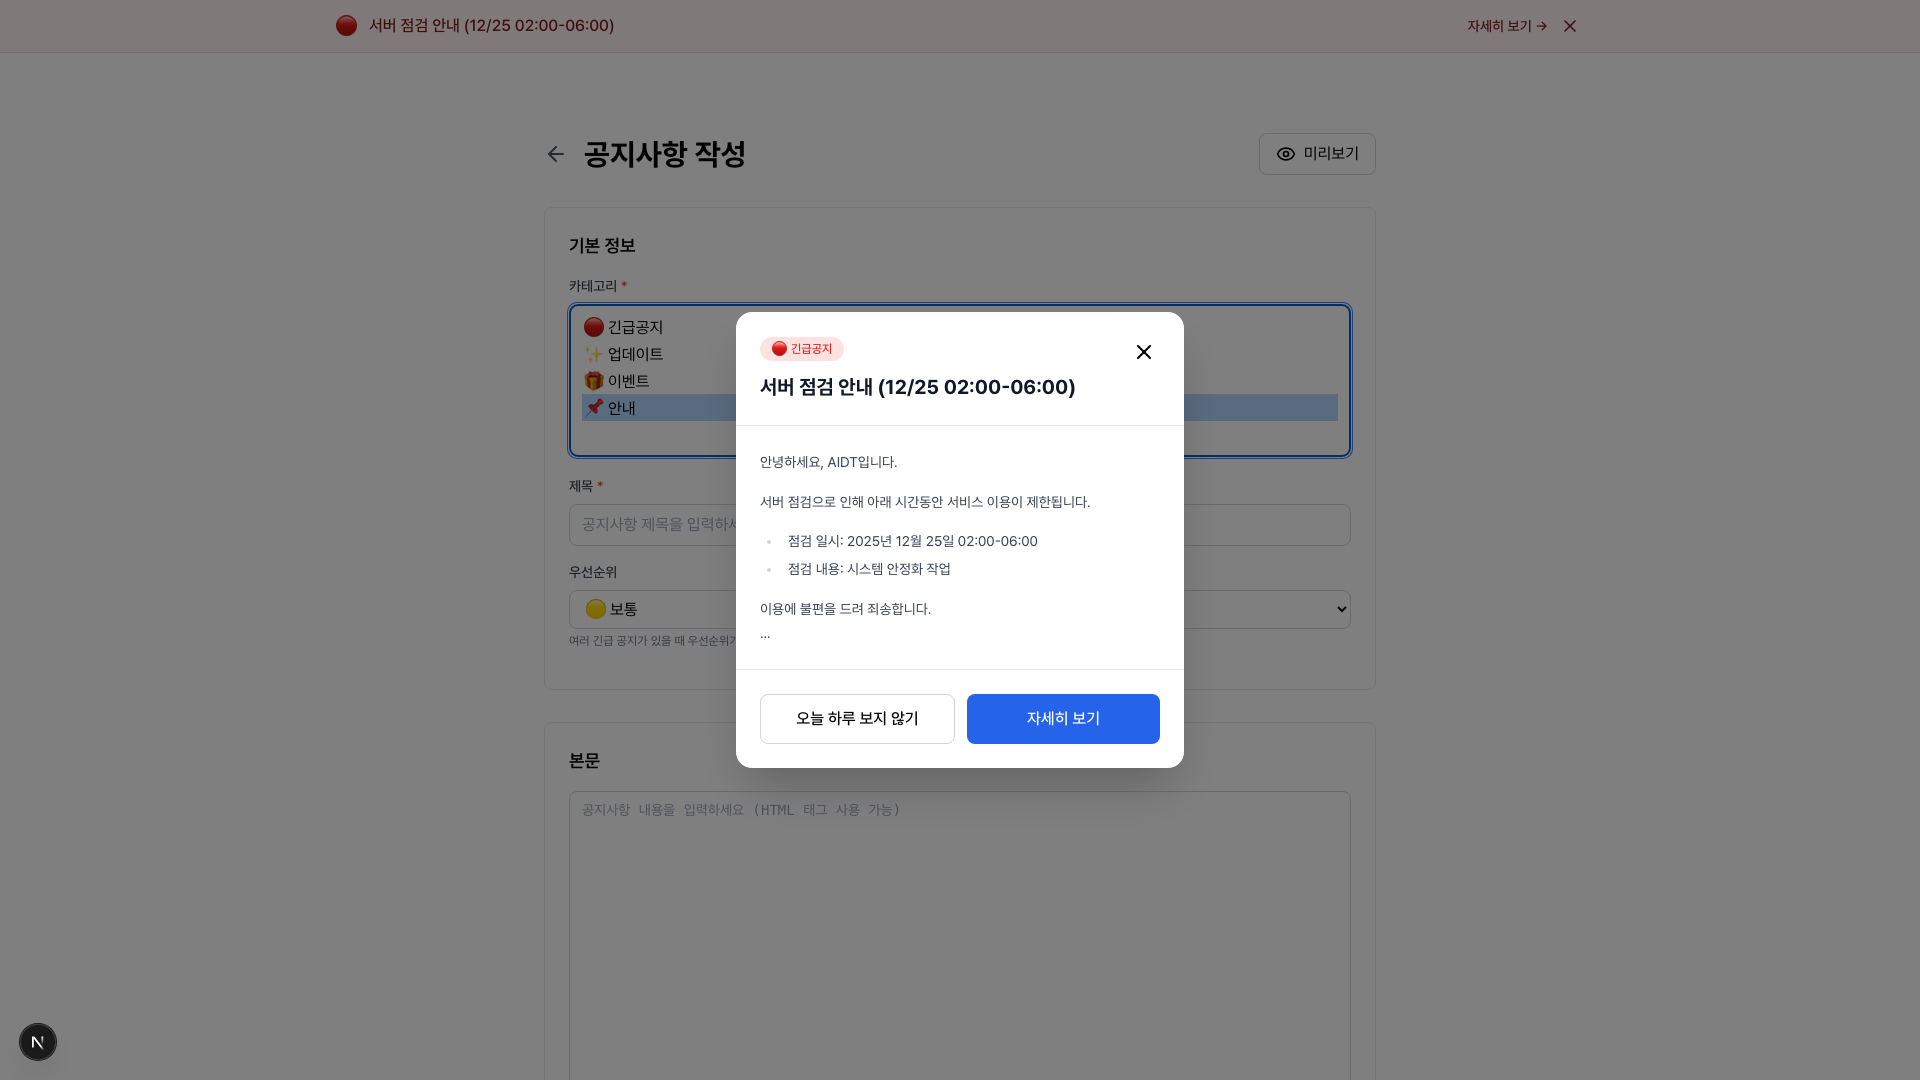 서버 점검 안내 (12/25 02:00-06:00)
자세히 보기 →
공지사항 작성
미리보기
기본 정보
카테고리 *
긴급공지
업데이트
이벤트
안내
제목 *
공지사항 제목을 입력하세
우선순위
보통
여러 긴급 공지가 있을 때 우선순위가
긴급공지
서버 점검 안내 (12/25 02:00-06:00)
안녕하세요, AIDT입니다.
서버 점검으로 인해 아래 시간동안 서비스 이용이 제한됩니다.
점검 일시: 2025년 12월 25일 02:00-06:00
점검 내용: 시스템 안정화 작업
이용에 불편을 드려 죄송합니다.
...
오늘 하루 보지 않기
자세히 보기
본문
공지사항 내용을 입력하세요 (HTML 태그 사용 가능)
N